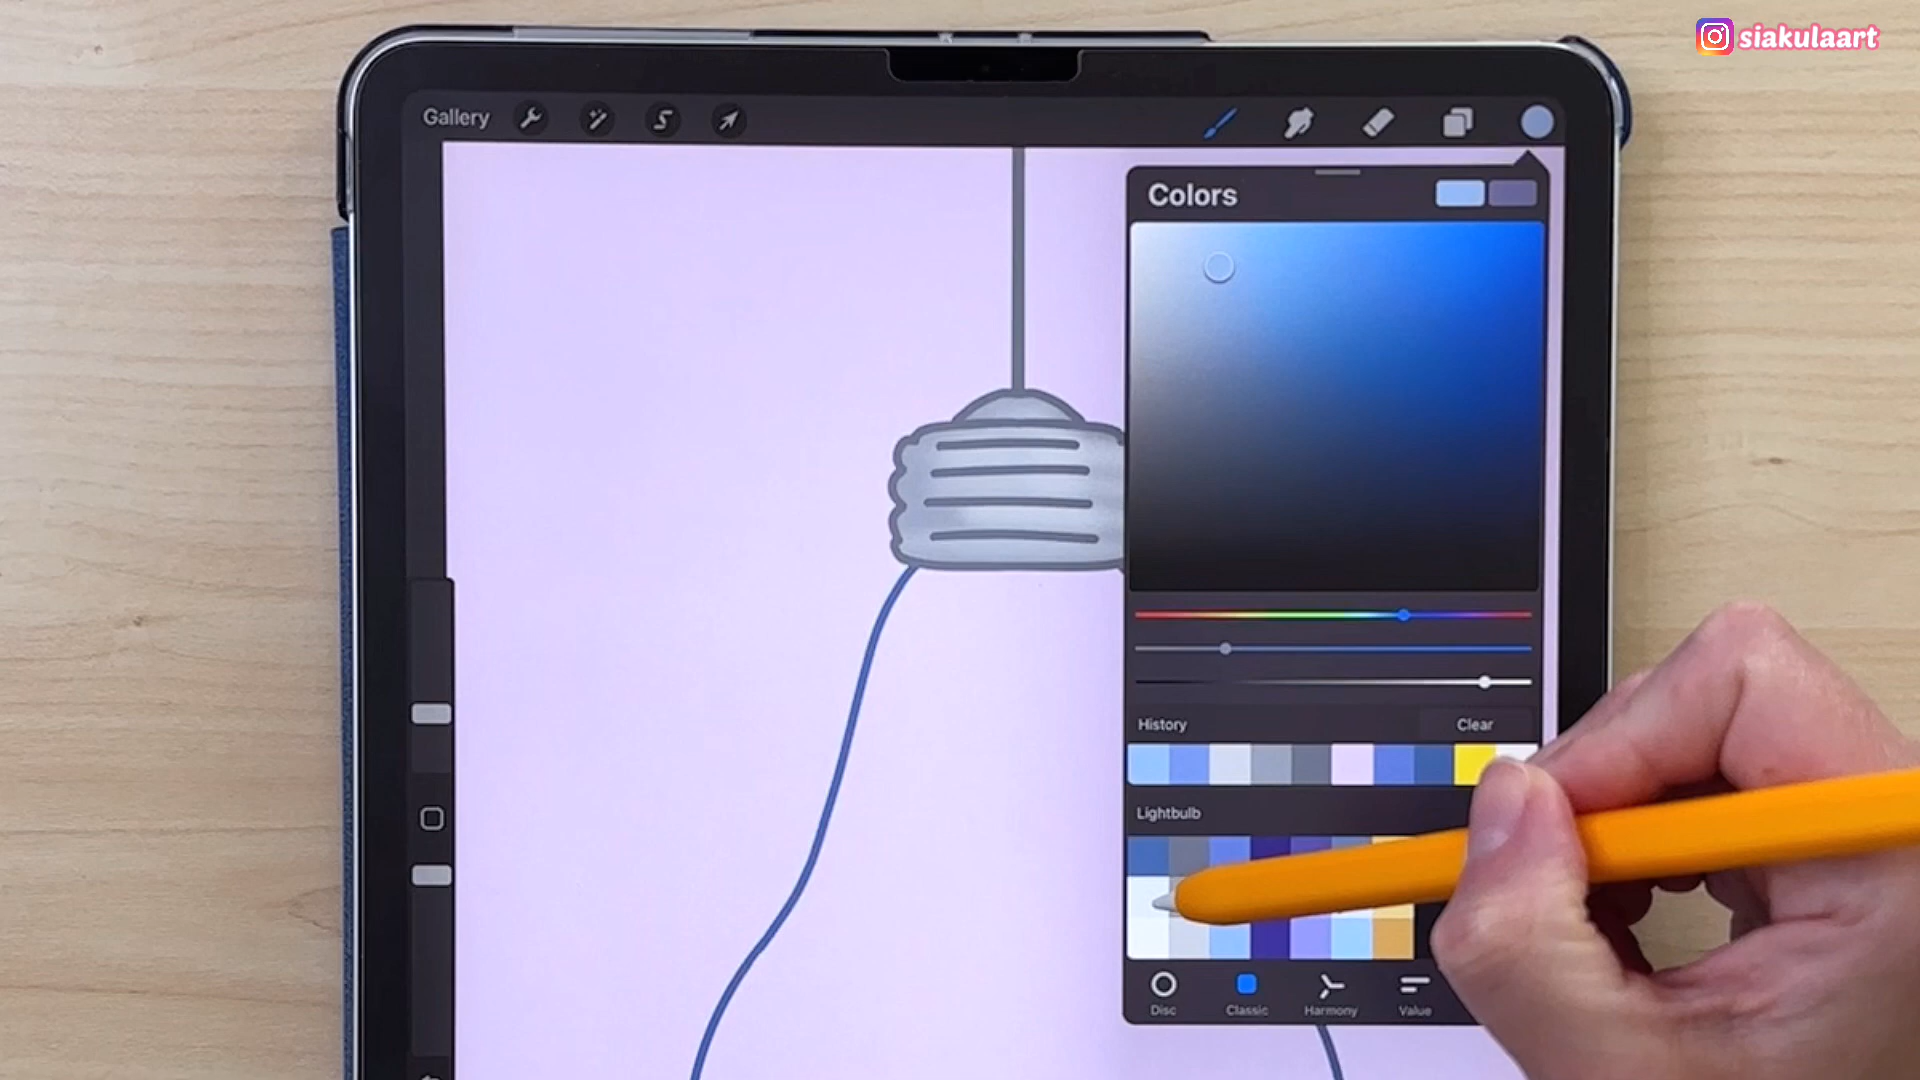 siakulaart
Gallery
Colors
History
Clear
Lightbulb
Disc
Classic
Harmony
Value